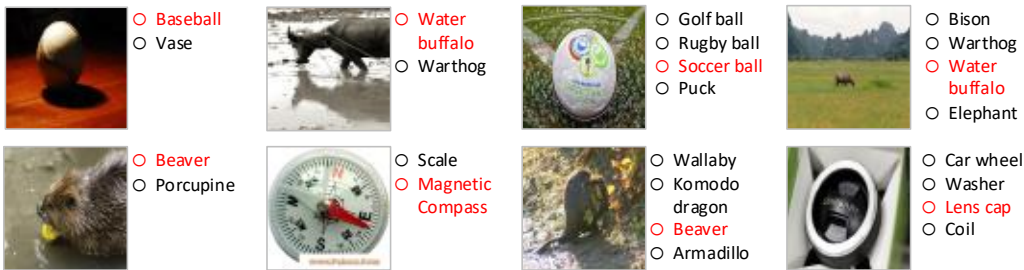 Baseball
Vase
Water
buffalo
Warthog
Golf ball
Rugby ball
Soccer ball
Puck
Bison
Warthog
Water
buffalo
Elephant
Beaver
Porcupine
N
W
E
S
Scale
Magnetic
Compass
Wallaby
Komodo
dragon
Beaver
Armadillo
Car wheel
Washer
Lens cap
Coil